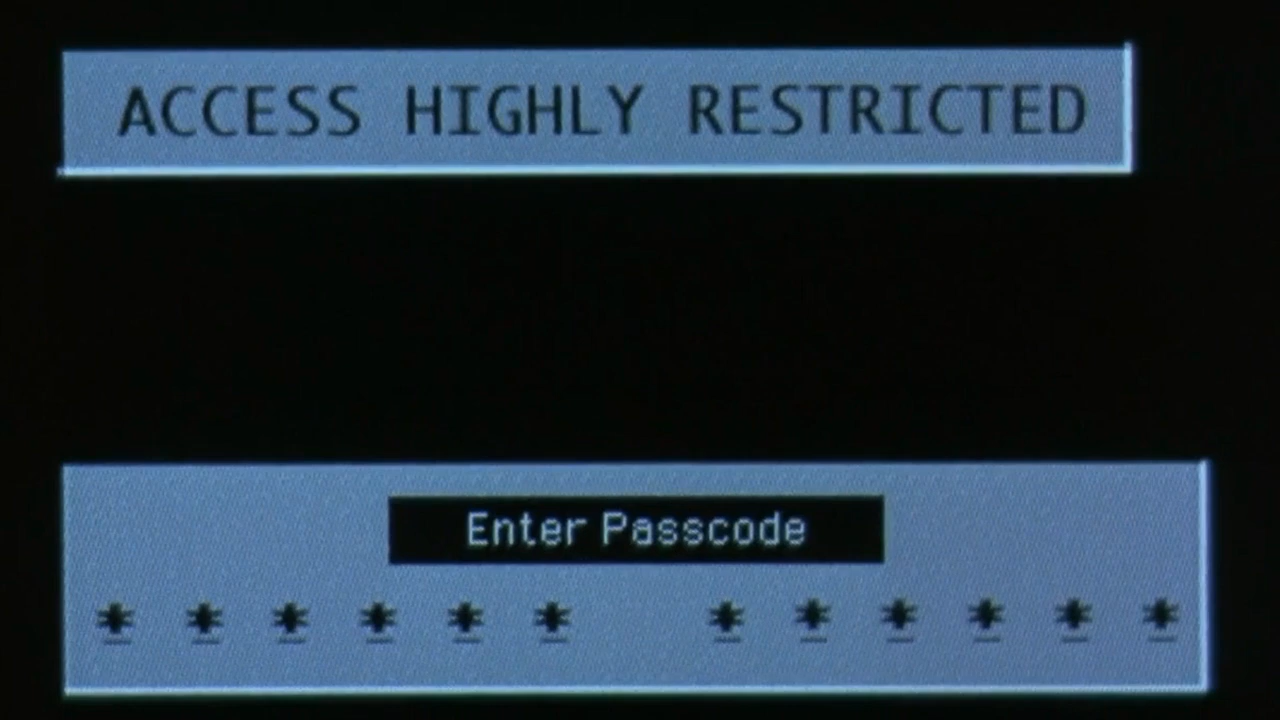 ACCESS HIGHLY RESTRICTED
Enter Passcode
* * * * * * * * * * * *